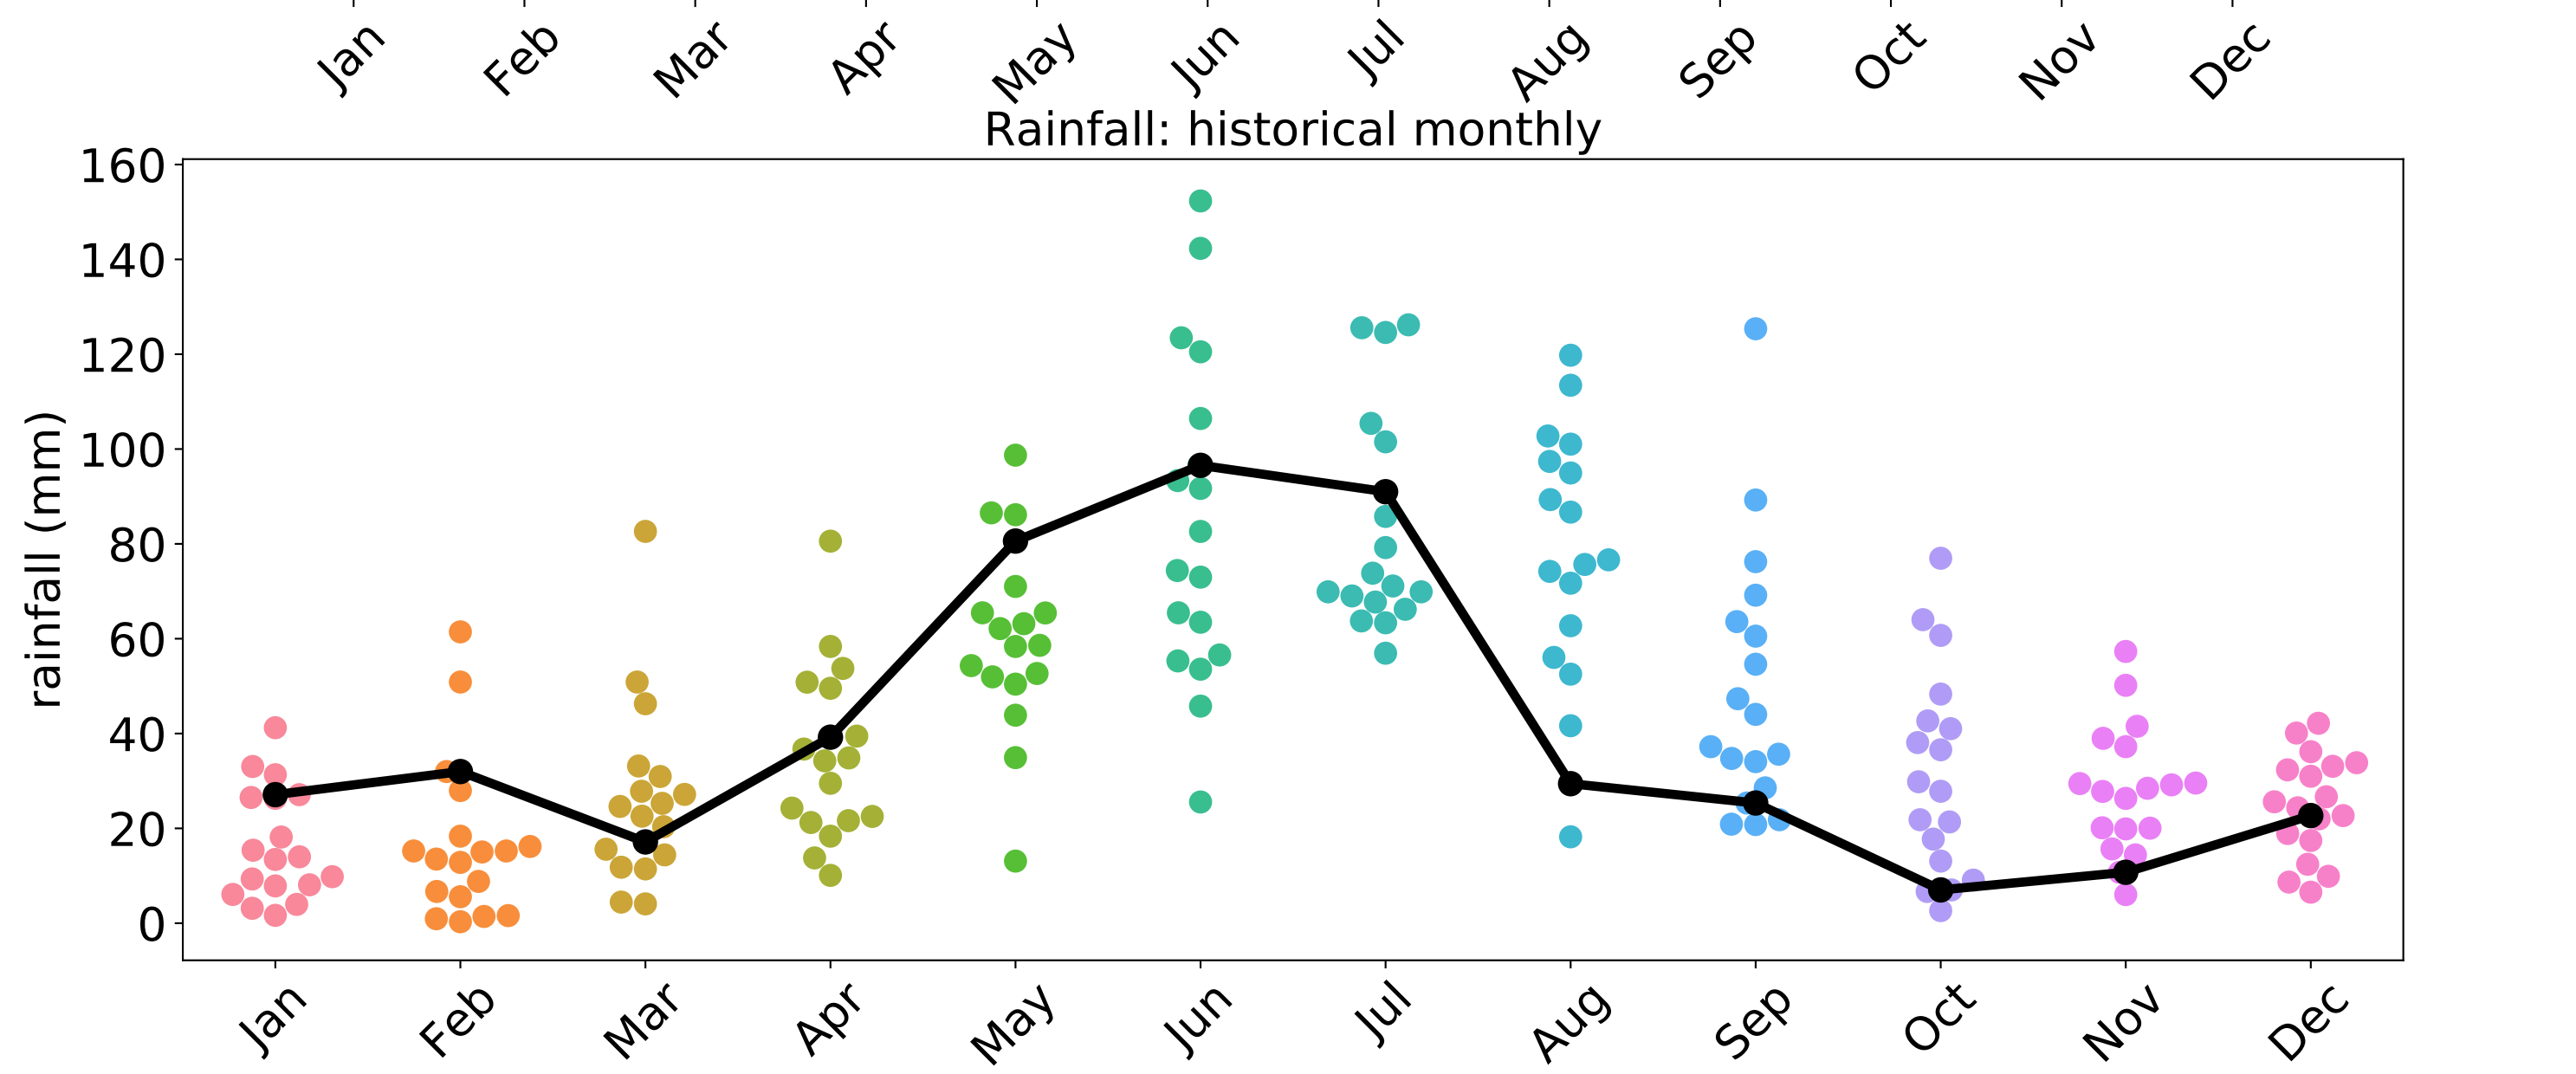 Jan Feb Mar Apr May Jun Jul Aug Sep Oct Nov Dec
Rainfall: historical monthly
160
140
120
100
80
60
40
20
0
rainfall (mm)
Jan Feb Mar Apr May Jun Jul Aug Sep Oct Nov Dec